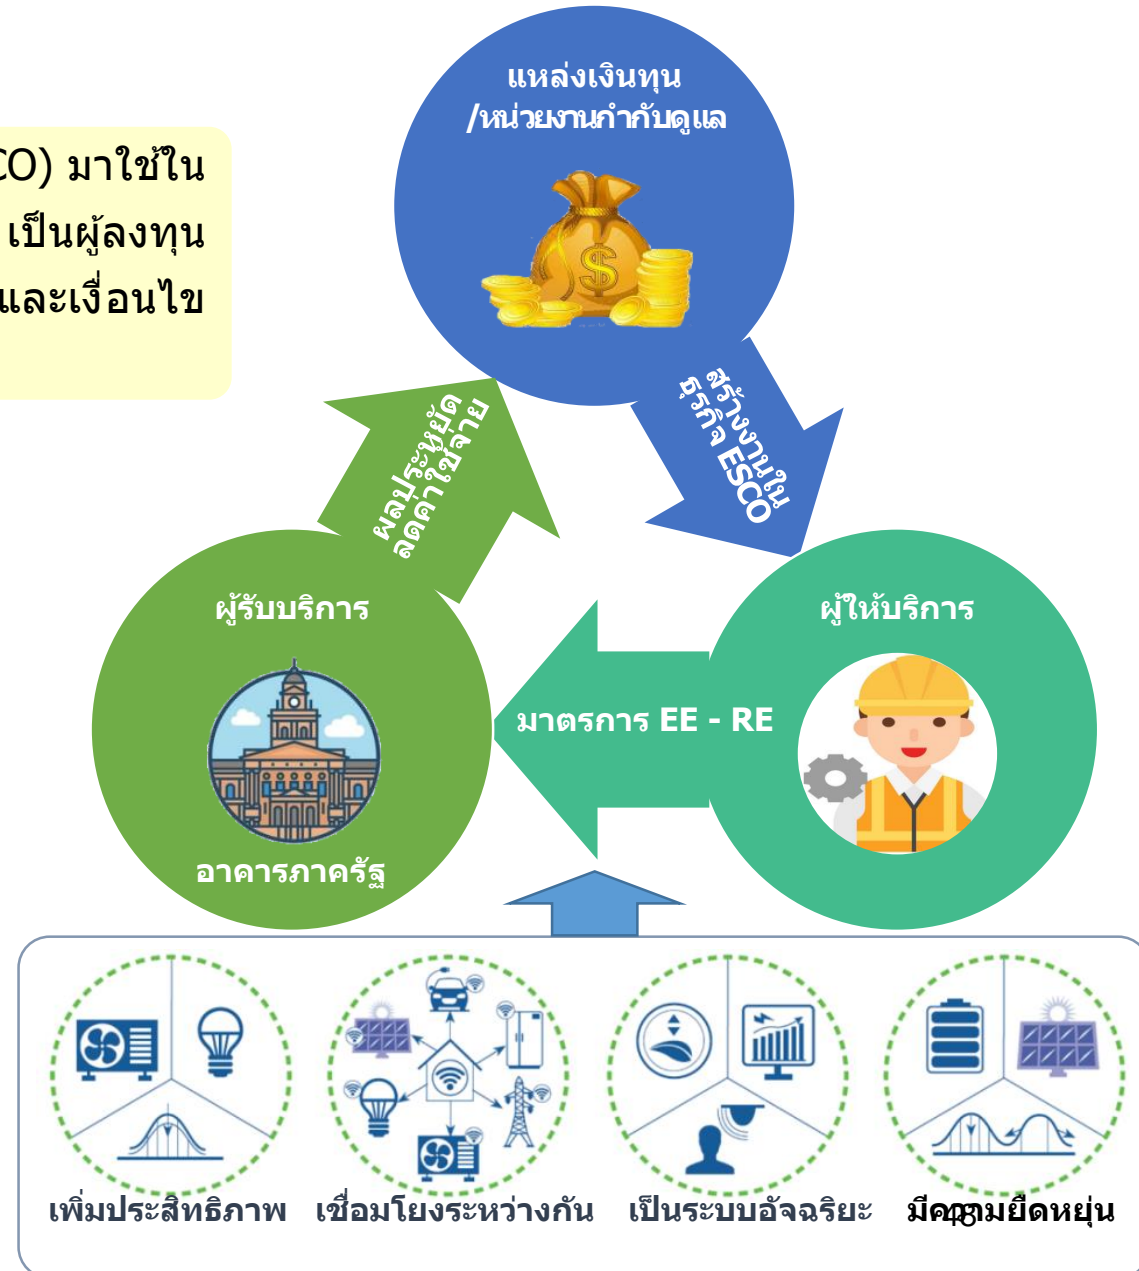 แหล่งเงินทุน
/หน่วยงานกำกับดูแล
CO) มาใช้ใน
เป็นผู้ลงทุน
และเงื่อนไข
สร้างงานใน
ธุรกิจ ESCO
ผลประหยัด
ลดค่าใช้จ่าย
ผู้รับบริการ
ผู้ให้บริการ
มาตรการ EE - RE
อาคารภาครัฐ
เพิ่มประสิทธิภาพ
เชื่อมโยงระหว่างกัน
เป็นระบบอัจฉริยะ
มีความยืดหยุ่น
48